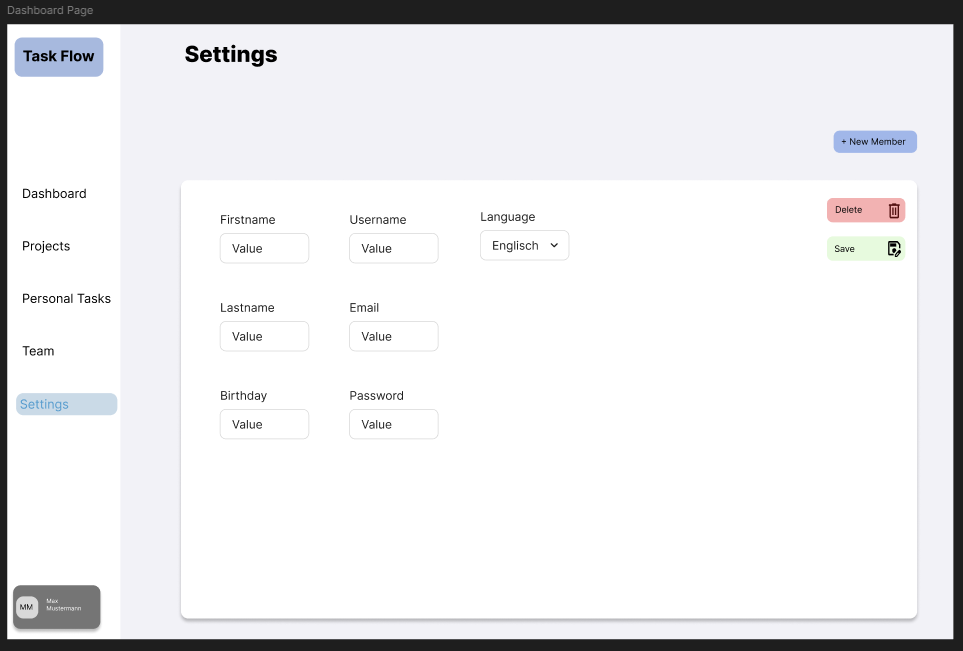 Dashboard Page
Task Flow
Settings
+ New Member
Dashboard
Projects
Personal Tasks
Team
Settings
Firstname
Value
Username
Value
Language
Englisch
Delete
Save
Lastname
Value
Email
Value
Birthday
Value
Password
Value
MM
Max
Mustermann